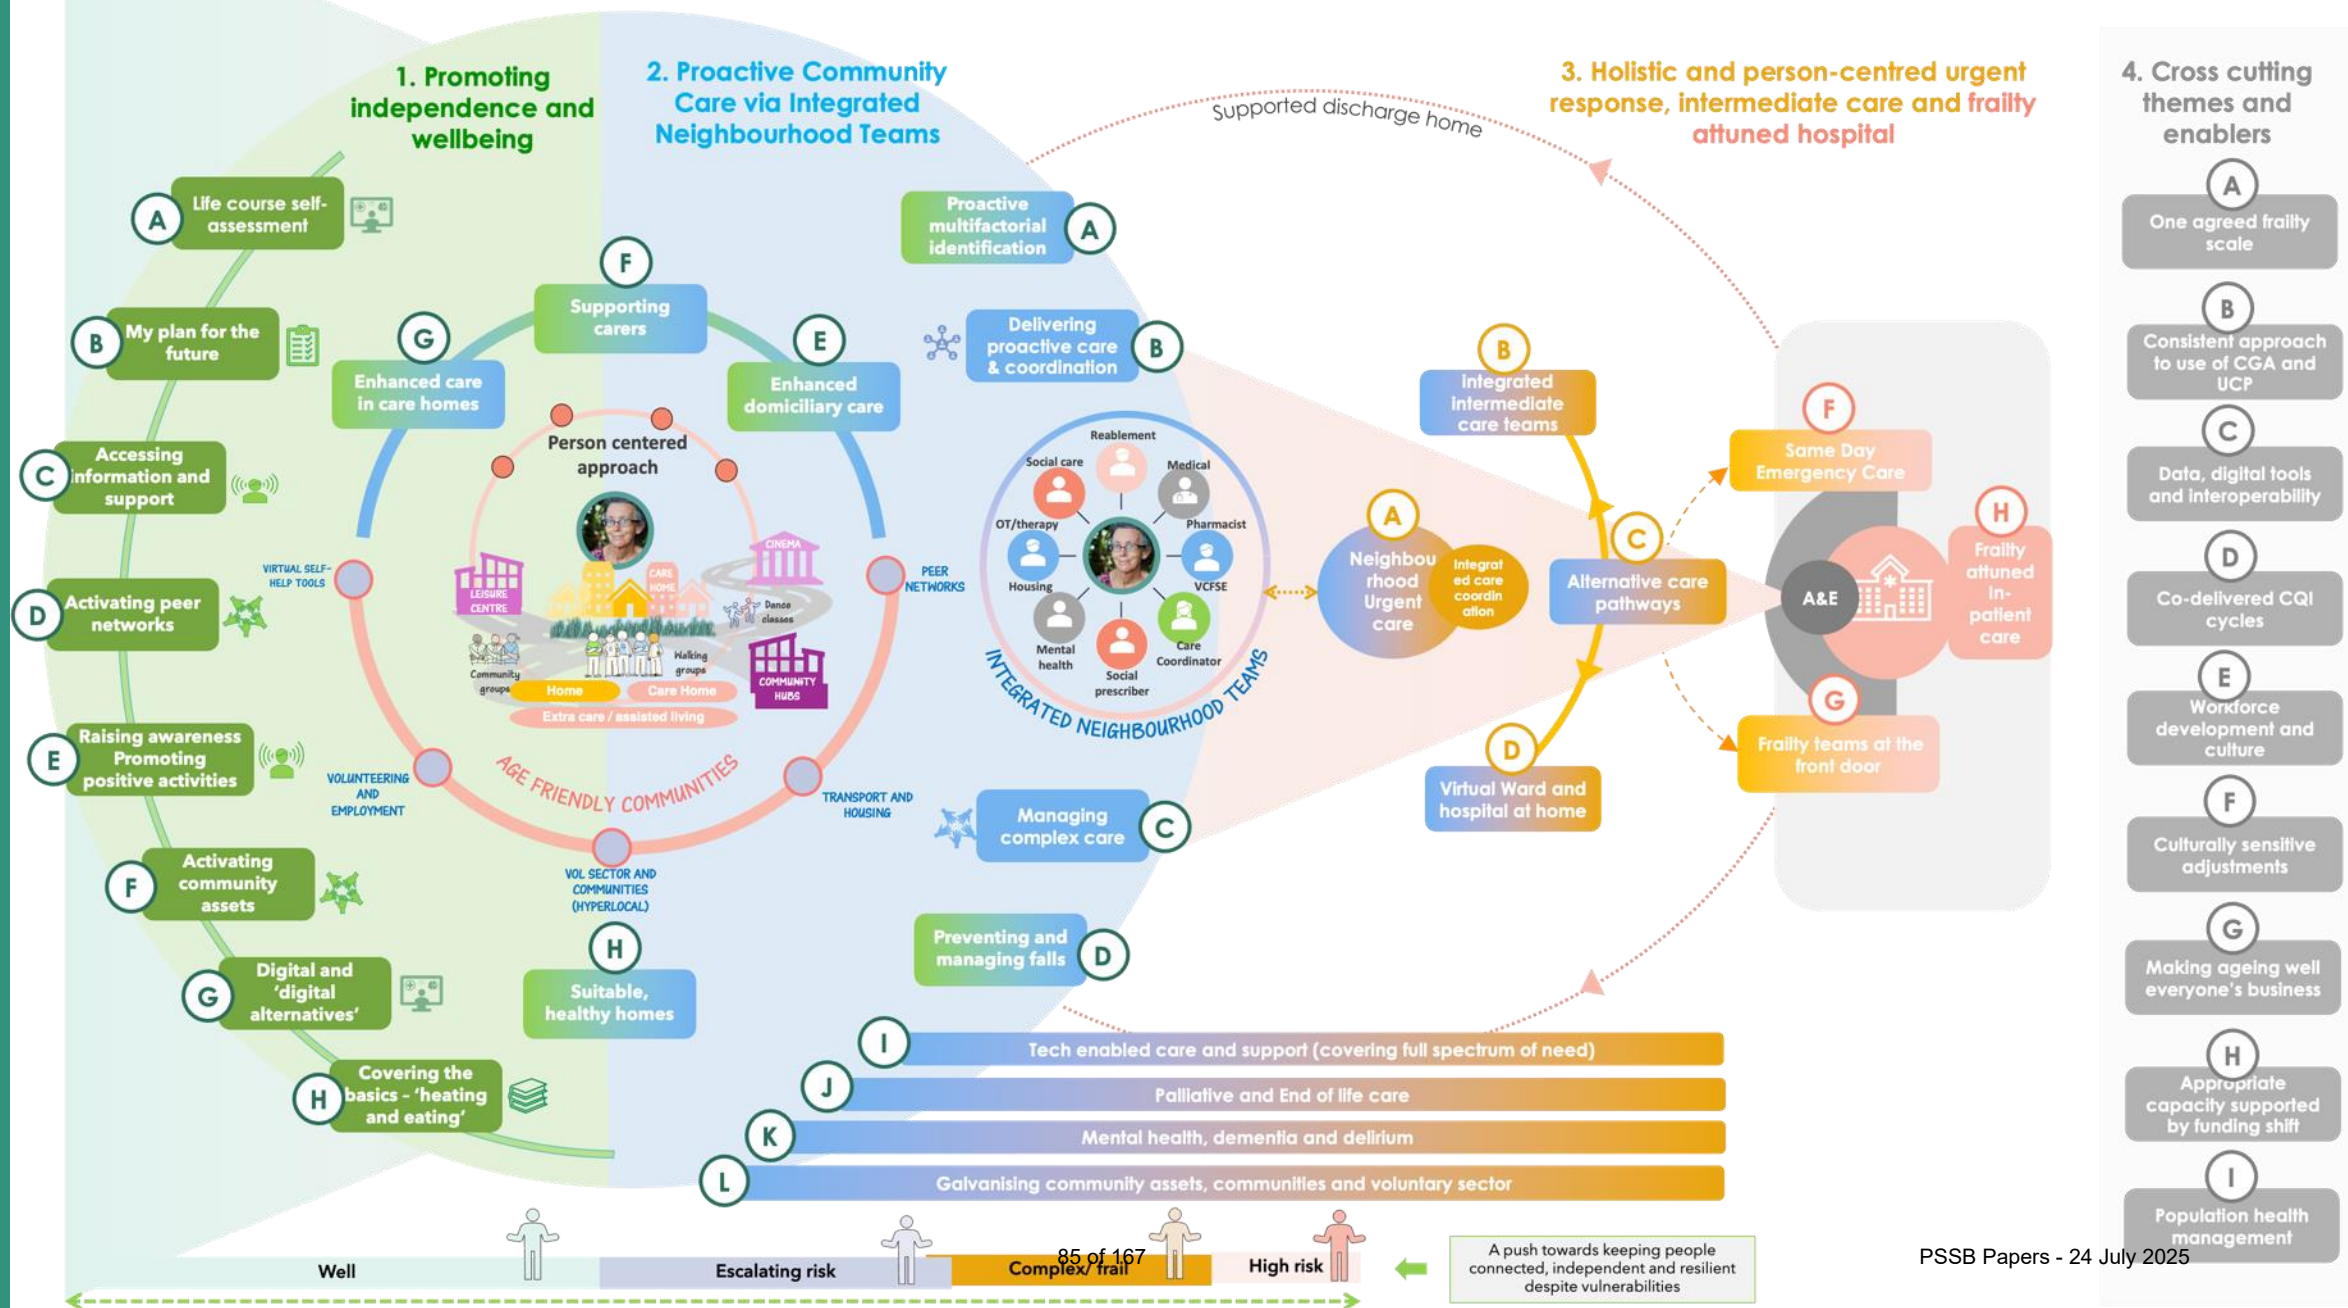 1. Promoting
independence and
wellbeing
A
Life course self-
assessment
B
My plan for the
future
C
Accessing
information and
support
D
Activating peer
networks
E
Raising awareness
Promoting
positive activities
F
Activating
community
assets
G
Digital and
‘digital
alternatives’
H
Covering the
basics - ‘heating
and eating’
2. Proactive Community
Care via Integrated
Neighbourhood Teams
A
Proactive
multifactorial
identification
B
Delivering
proactive care
& coordination
C
Managing
complex care
D
Preventing and
managing falls
E
Enhanced
domiciliary care
F
Supporting
carers
G
Enhanced care
in care homes
H
Suitable,
healthy homes
Person centered
approach
LEISURE
CENTRE
CARE
HOME
CINEMA
Dance
classes
Community
groups
Walking
groups
COMMUNITY
HUBS
Home
Care Home
Extra care / assisted living
AGE FRIENDLY COMMUNITIES
VIRTUAL SELF-
HELP TOOLS
PEER
NETWORKS
VOLUNTEERING
AND
EMPLOYMENT
TRANSPORT AND
HOUSING
VOL SECTOR AND
COMMUNITIES
(HYPERLOCAL)
Reablement
Social care
Medical
OT/therapy
Pharmacist
Housing
VCFSE
Mental
health
Care
Coordinator
Social
prescriber
INTEGRATED NEIGHBOURHOOD TEAMS
I
Tech enabled care and support (covering full spectrum of need)
J
Palliative and End of life care
K
Mental health, dementia and delirium
L
Galvanising community assets, communities and voluntary sector
Supported discharge home
3. Holistic and person-centred urgent
response, intermediate care and frailty
attuned hospital
A
Neighbou
rhood
Urgent
care
Integrat
ed care
coordin
ation
B
Integrated
intermediate
care teams
C
Alternative care
pathways
D
Virtual Ward and
hospital at home
F
Same Day
Emergency Care
A&E
G
Frailty teams at the
front door
H
Frailty
attuned
In-
patient
care
4. Cross cutting
themes and
enablers
A
One agreed frailty
scale
B
Consistent approach
to use of CGA and
UCP
C
Data, digital tools
and interoperability
D
Co-delivered CQI
cycles
E
Workforce
development and
culture
F
Culturally sensitive
adjustments
G
Making ageing well
everyone’s business
H
Appropriate
capacity supported
by funding shift
I
Population health
management
Well
Escalating risk
Complex/ frail
High risk
A push towards keeping people
connected, independent and resilient
despite vulnerabilities
85 of 167
PSSB Papers - 24 July 2025